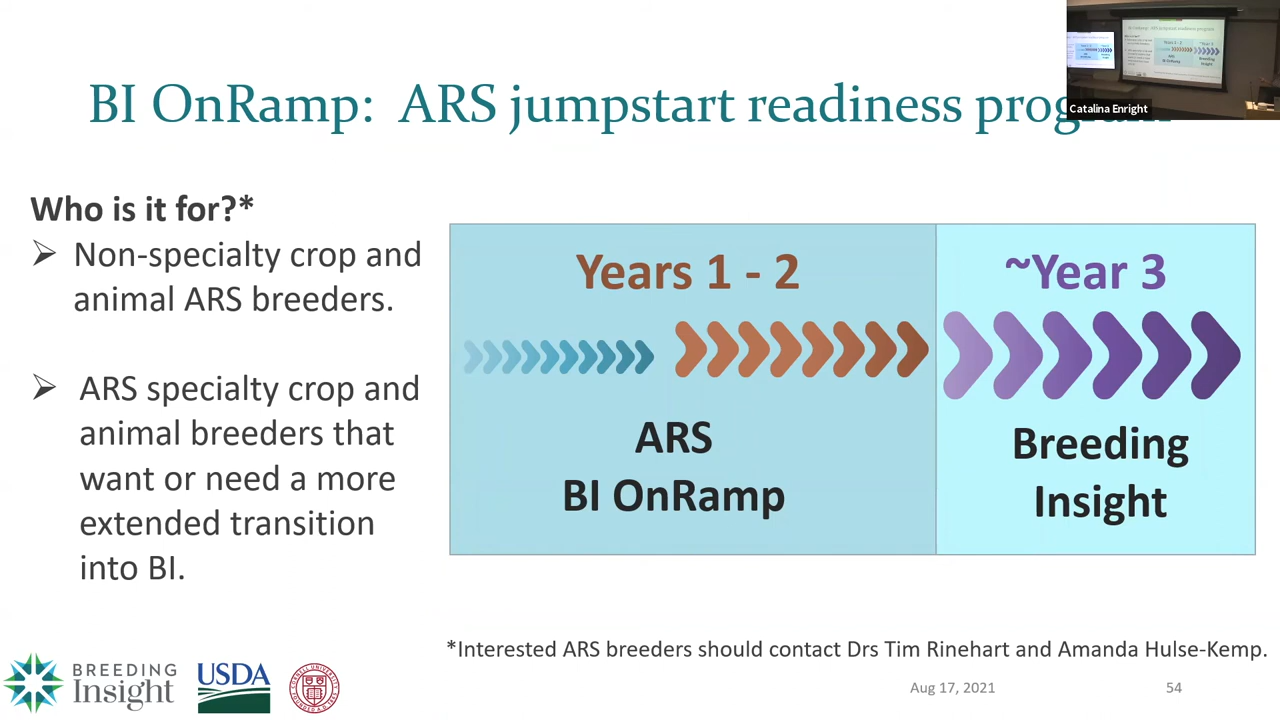 BI OnRamp: ARS jumpstart readiness program
Catalina Enright
Who is it for?*
➢ Non-specialty crop and
animal ARS breeders.
➢ ARS specialty crop and
animal breeders that
want or need a more
extended transition
into BI.
Years 1 - 2
ARS
BI OnRamp
~Year 3
Breeding
Insight
*Interested ARS breeders should contact Drs Tim Rinehart and Amanda Hulse-Kemp.
BREEDING
Insight
USDA
Aug 17, 2021
54